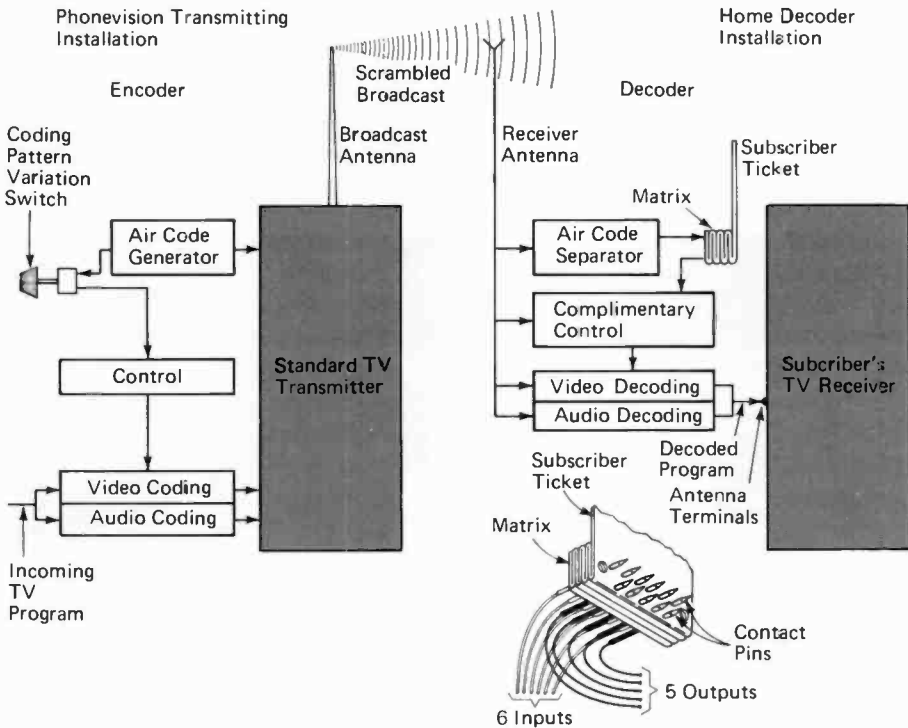 Phonevision Transmitting
Installation
Home Decoder
Installation
Encoder
Scrambled
Broadcast
Decoder
Coding
Pattern
Variation
Switch
Broadcast
Antenna
Receiver
Antenna
Subscriber
Ticket
Matrix
Air Code
Generator
Air Code
Separator
Complimentary
Control
Control
Standard TV
Transmitter
Video Decoding
Audio Decoding
Subcriber's
TV Receiver
Decoded
Program
Antenna
Terminals
Video Coding
Audio Coding
Incoming
TV
Program
Subscriber
Ticket
Matrix
Contact
Pins
5 Outputs
6 Inputs